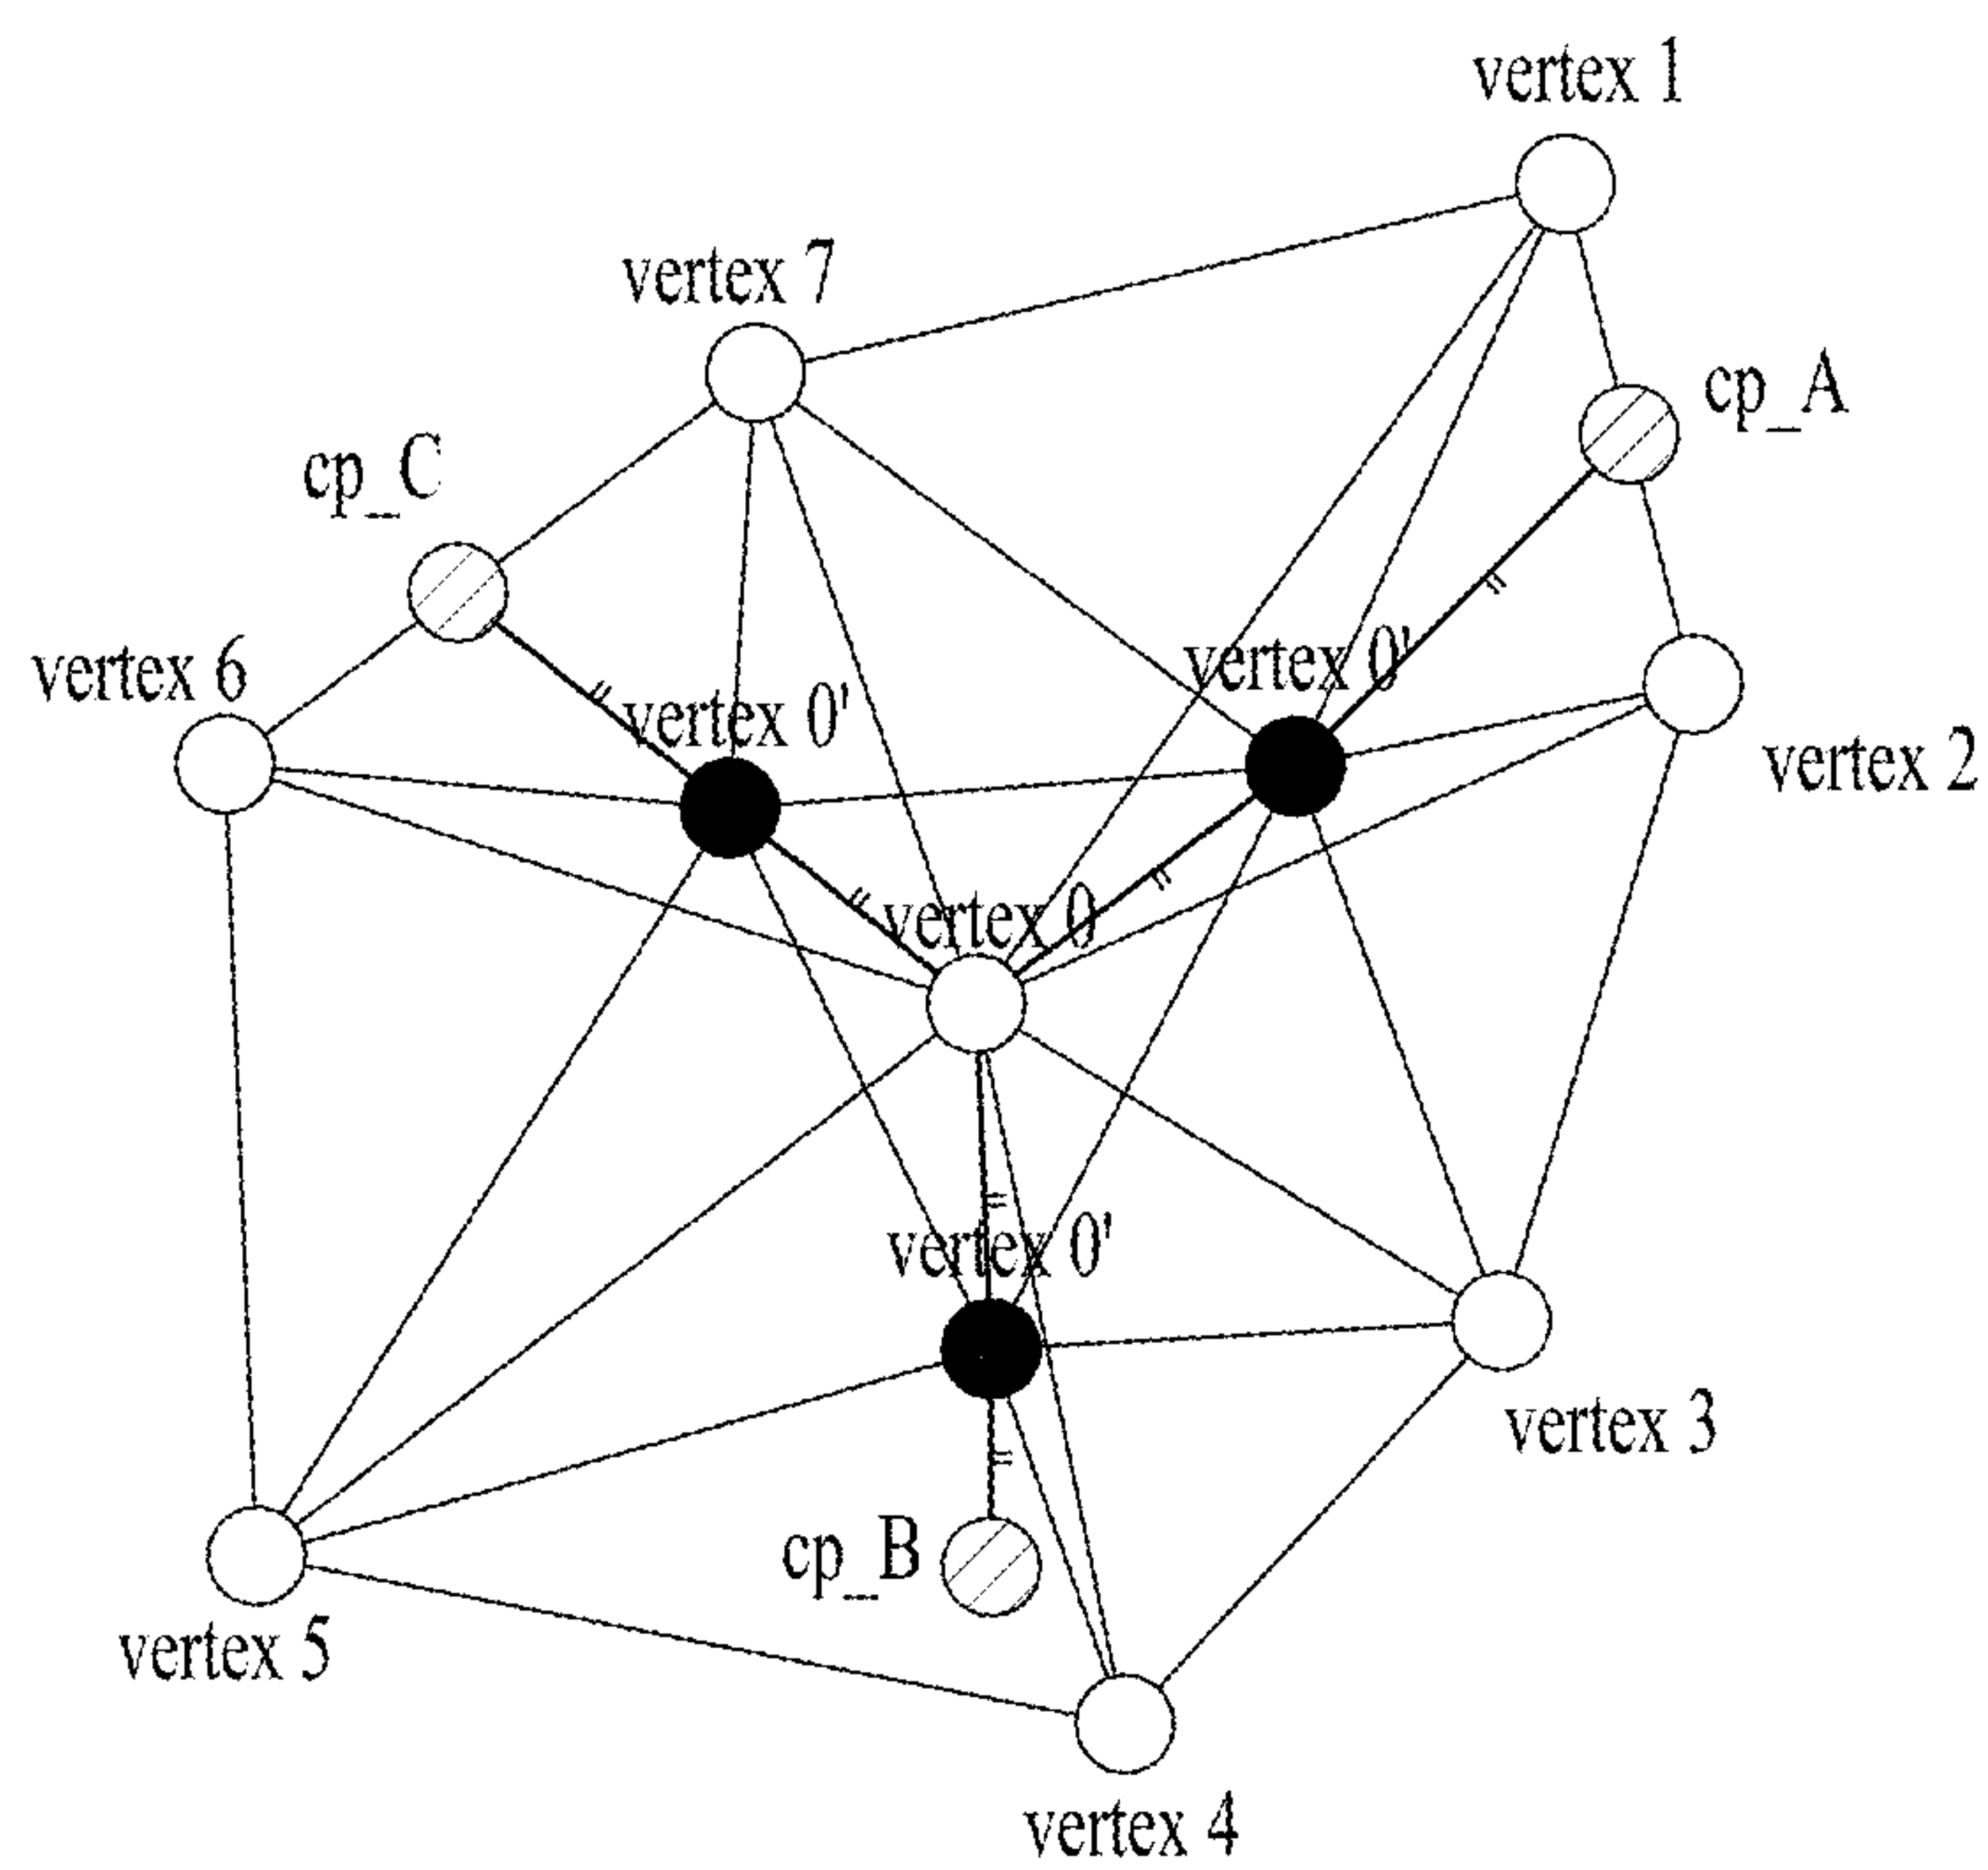 vertex 1
vertex 7
cp_A
cp_C
vertex 6
vertex 0'
vertex 0'
vertex 2
vertex 0
vertex 0'
vertex 3
cp_B
vertex 5
vertex 4